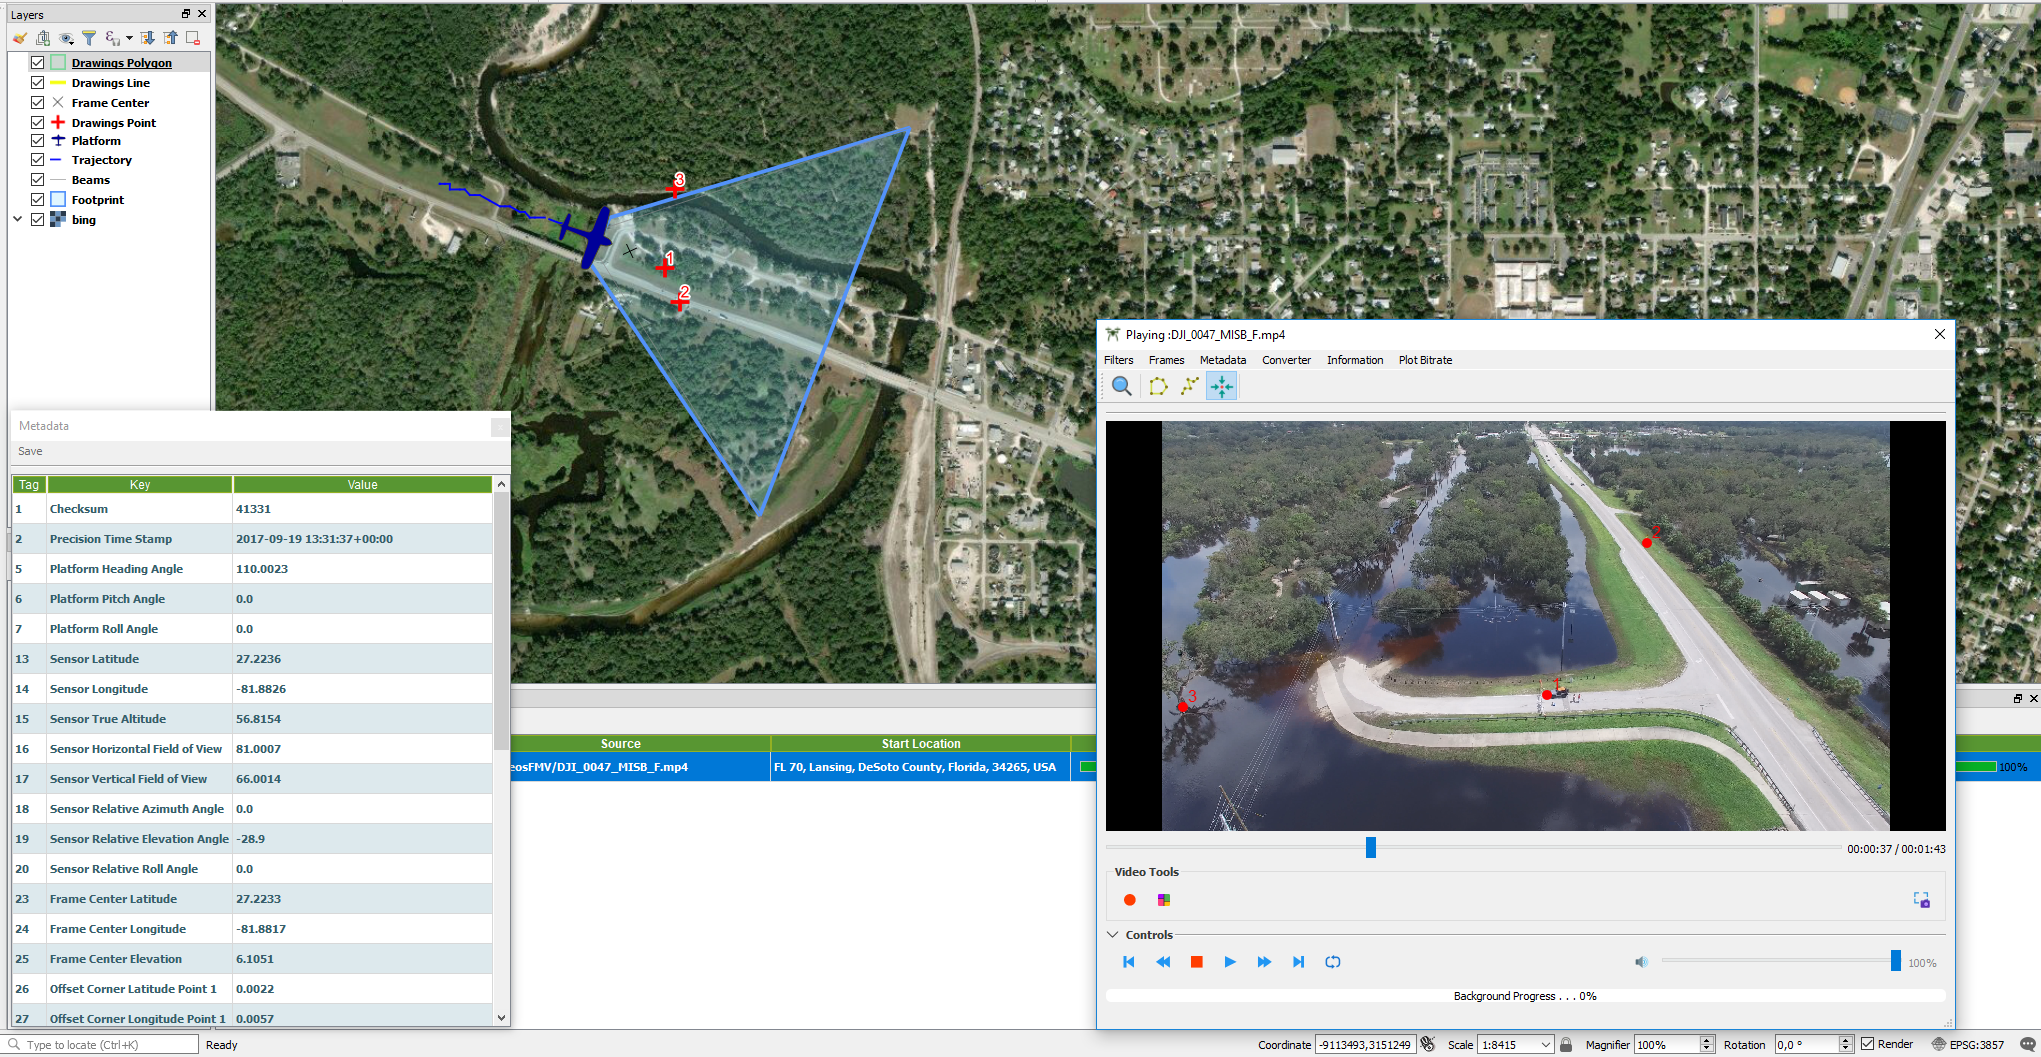 Layers
Drawings Polygon
Drawings Line
Frame Center
Drawings Point
Platform
Trajectory
Beams
Footprint
bing
3
1
2
Metadata
Save
Tag Key Value
1 Checksum 41331
2 Precision Time Stamp 2017-09-19 13:31:37+00:00
5 Platform Heading Angle 110.0023
6 Platform Pitch Angle 0.0
7 Platform Roll Angle 0.0
13 Sensor Latitude 27.2236
14 Sensor Longitude -81.8826
15 Sensor True Altitude 56.8154
16 Sensor Horizontal Field of View 81.0007
17 Sensor Vertical Field of View 66.0014
18 Sensor Relative Azimuth Angle 0.0
19 Sensor Relative Elevation Angle -28.9
20 Sensor Relative Roll Angle 0.0
23 Frame Center Latitude 27.2233
24 Frame Center Longitude -81.8817
25 Frame Center Elevation 6.1051
26 Offset Corner Latitude Point 1 0.0022
27 Offset Corner Longitude Point 1 0.0057
Source Start Location
eosFMV/DJI_0047_MISB_F.mp4 FL 70, Lansing, DeSoto County, Florida, 34265, USA
100%
Playing :DJI_0047_MISB_F.mp4
Filters Frames Metadata Converter Information Plot Bitrate
2
1
3
00:00:37 / 00:01:43
Video Tools
Controls
100%
Background Progress . . . 0%
Type to locate (Ctrl+K) Ready Coordinate -9113493,3151249 Scale 1:8415 Magnifier 100% Rotation 0,0 ° Render EPSG:3857